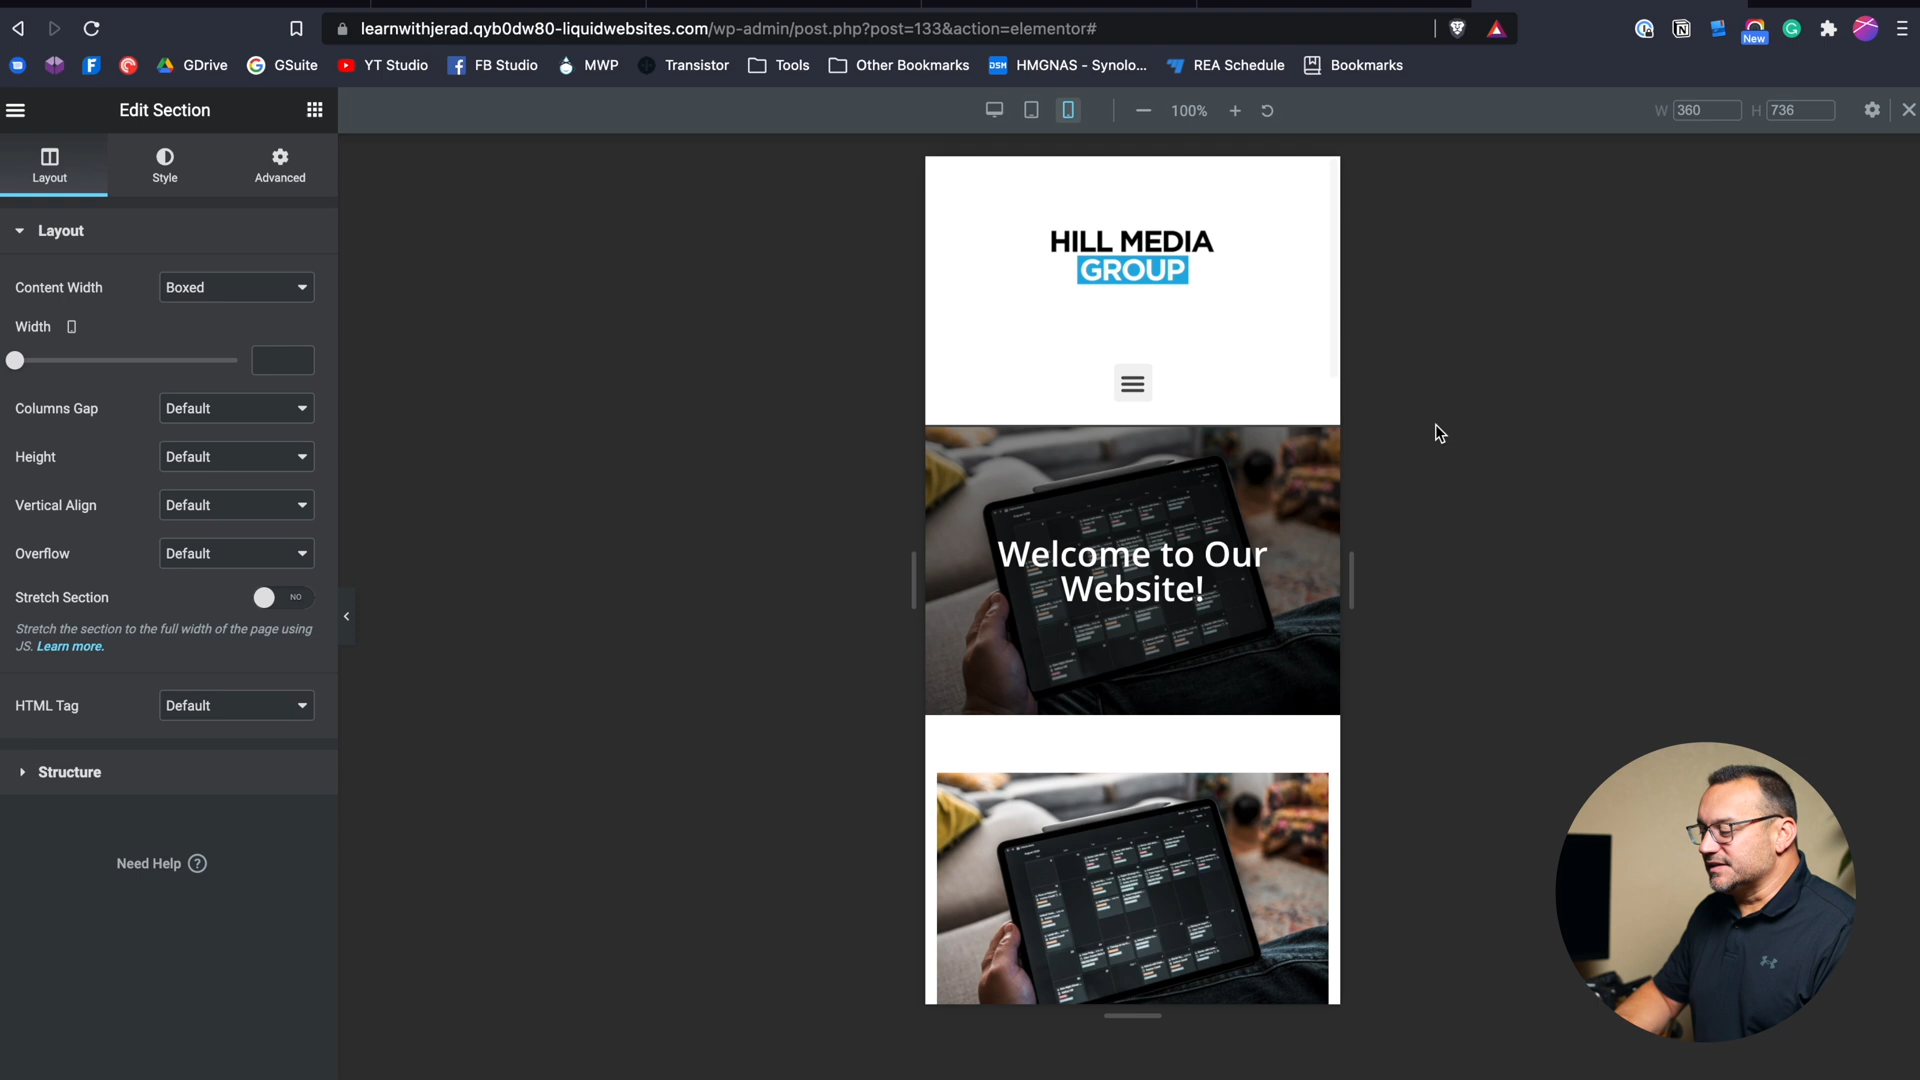 learnwithjerad.qyb0dw80-liquidwebsites.com/wp-admin/post.php?post=133&action=elementor#
New
GDrive
GSuite
YT Studio
FB Studio
MWP
Transistor
Tools
Other Bookmarks
DSM
HMGNAS - Synolo...
REA Schedule
Bookmarks
Edit Section
100%
W 360
H 736
Layout
Style
Advanced
Layout
Content Width
Boxed
Width
Columns Gap
Default
Height
Default
Vertical Align
Default
Overflow
Default
Stretch Section
NO
Stretch the section to the full width of the page using
JS. Learn more.
HTML Tag
Default
Structure
Need Help ?
HILL MEDIA
GROUP
Welcome to Our
Website!